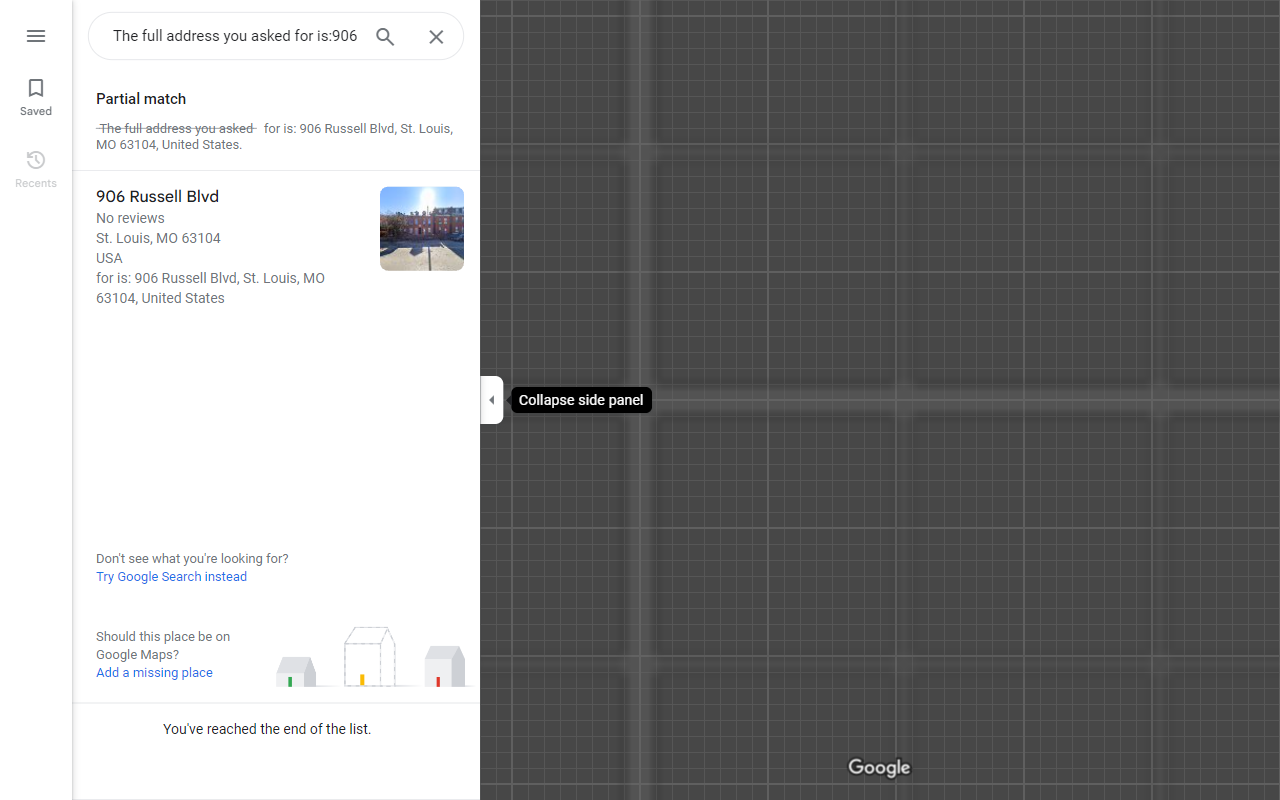 The full address you asked for is:906
Saved
Recents
Partial match
The full address you asked for is: 906 Russell Blvd, St. Louis,
MO 63104, United States.
906 Russell Blvd
No reviews
St. Louis, MO 63104
USA
for is: 906 Russell Blvd, St. Louis, MO
63104, United States
Collapse side panel
Don't see what you're looking for?
Try Google Search instead
Should this place be on
Google Maps?
Add a missing place
You've reached the end of the list.
Google